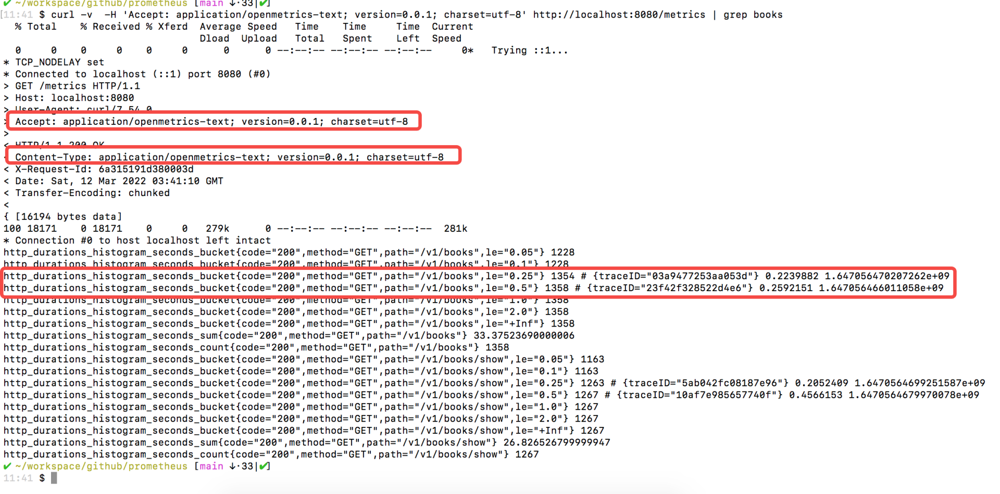 ✔ ~/workspace/github/prometheus [main ↓·33|✔]
[11:41 $ curl -v  -H 'Accept: application/openmetrics-text; version=0.0.1; charset=utf-8' http://localhost:8080/metrics | grep books
  % Total    % Received % Xferd  Average Speed   Time    Time     Time  Current
                                 Dload  Upload   Total   Spent    Left  Speed
  0     0    0     0    0     0      0      0 --:--:-- --:--:-- --:--:--     0*   Trying ::1...
* TCP_NODELAY set
* Connected to localhost (::1) port 8080 (#0)
> GET /metrics HTTP/1.1
> Host: localhost:8080
> User-Agent: curl/7.54.0
> Accept: application/openmetrics-text; version=0.0.1; charset=utf-8
>
< HTTP/1.1 200 OK
Content-Type: application/openmetrics-text; version=0.0.1; charset=utf-8
< X-Request-Id: 6a315191d380003d
< Date: Sat, 12 Mar 2022 03:41:10 GMT
< Transfer-Encoding: chunked
<
{ [16194 bytes data]
100 18171    0 18171    0     0   279k      0 --:--:-- --:--:-- --:--:--  281k
* Connection #0 to host localhost left intact
http_durations_histogram_seconds_bucket{code="200",method="GET",path="/v1/books",le="0.05"} 1228
http_durations_histogram_seconds_bucket{code="200",method="GET",path="/v1/books",le="0.1"} 1228
http_durations_histogram_seconds_bucket{code="200",method="GET",path="/v1/books",le="0.25"} 1354 # {traceID="03a9477253aa053d"} 0.2239882 1.647056470207262e+09
http_durations_histogram_seconds_bucket{code="200",method="GET",path="/v1/books",le="0.5"} 1358 # {traceID="23f42f328522d4e6"} 0.2592151 1.647056466011058e+09
http_durations_histogram_seconds_bucket{code="200",method="GET",path="/v1/books",le="1.0"} 1358
http_durations_histogram_seconds_bucket{code="200",method="GET",path="/v1/books",le="2.0"} 1358
http_durations_histogram_seconds_bucket{code="200",method="GET",path="/v1/books",le="+Inf"} 1358
http_durations_histogram_seconds_sum{code="200",method="GET",path="/v1/books"} 33.37523690000006
http_durations_histogram_seconds_count{code="200",method="GET",path="/v1/books"} 1358
http_durations_histogram_seconds_bucket{code="200",method="GET",path="/v1/books/show",le="0.05"} 1163
http_durations_histogram_seconds_bucket{code="200",method="GET",path="/v1/books/show",le="0.1"} 1163
http_durations_histogram_seconds_bucket{code="200",method="GET",path="/v1/books/show",le="0.25"} 1263 # {traceID="5ab042fc08187e96"} 0.2052409 1.6470564699251587e+09
http_durations_histogram_seconds_bucket{code="200",method="GET",path="/v1/books/show",le="0.5"} 1267 # {traceID="10af7e985657740f"} 0.4566153 1.6470564679970078e+09
http_durations_histogram_seconds_bucket{code="200",method="GET",path="/v1/books/show",le="1.0"} 1267
http_durations_histogram_seconds_bucket{code="200",method="GET",path="/v1/books/show",le="2.0"} 1267
http_durations_histogram_seconds_bucket{code="200",method="GET",path="/v1/books/show",le="+Inf"} 1267
http_durations_histogram_seconds_sum{code="200",method="GET",path="/v1/books/show"} 26.826526799999947
http_durations_histogram_seconds_count{code="200",method="GET",path="/v1/books/show"} 1267
✔ ~/workspace/github/prometheus [main ↓·33|✔]
11:41 $